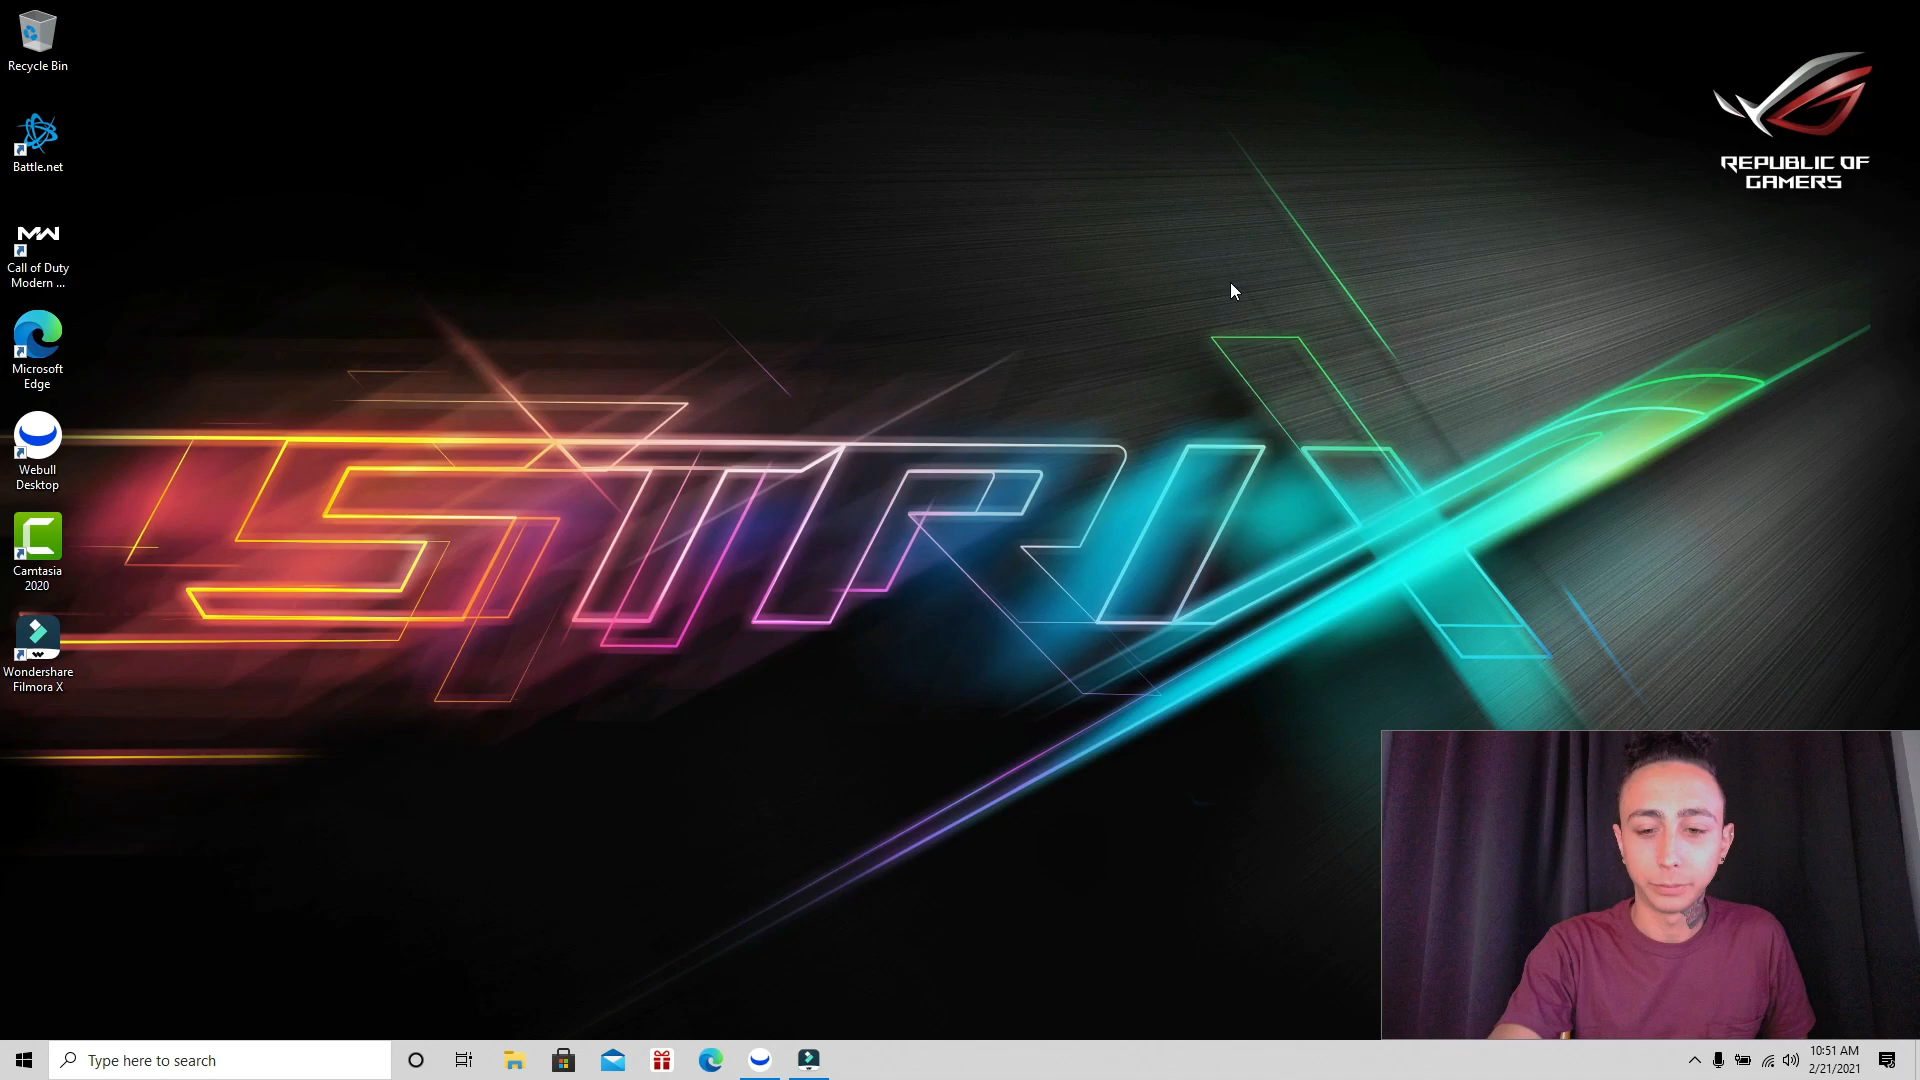 Recycle Bin
Battle.net
MW
Call of Duty
Modern ...
Microsoft
Edge
Webull
Desktop
Camtasia
2020
Wondershare
Filmora X
REPUBLIC OF
GAMERS
STRIX
Type here to search
10:51 AM
2/21/2021